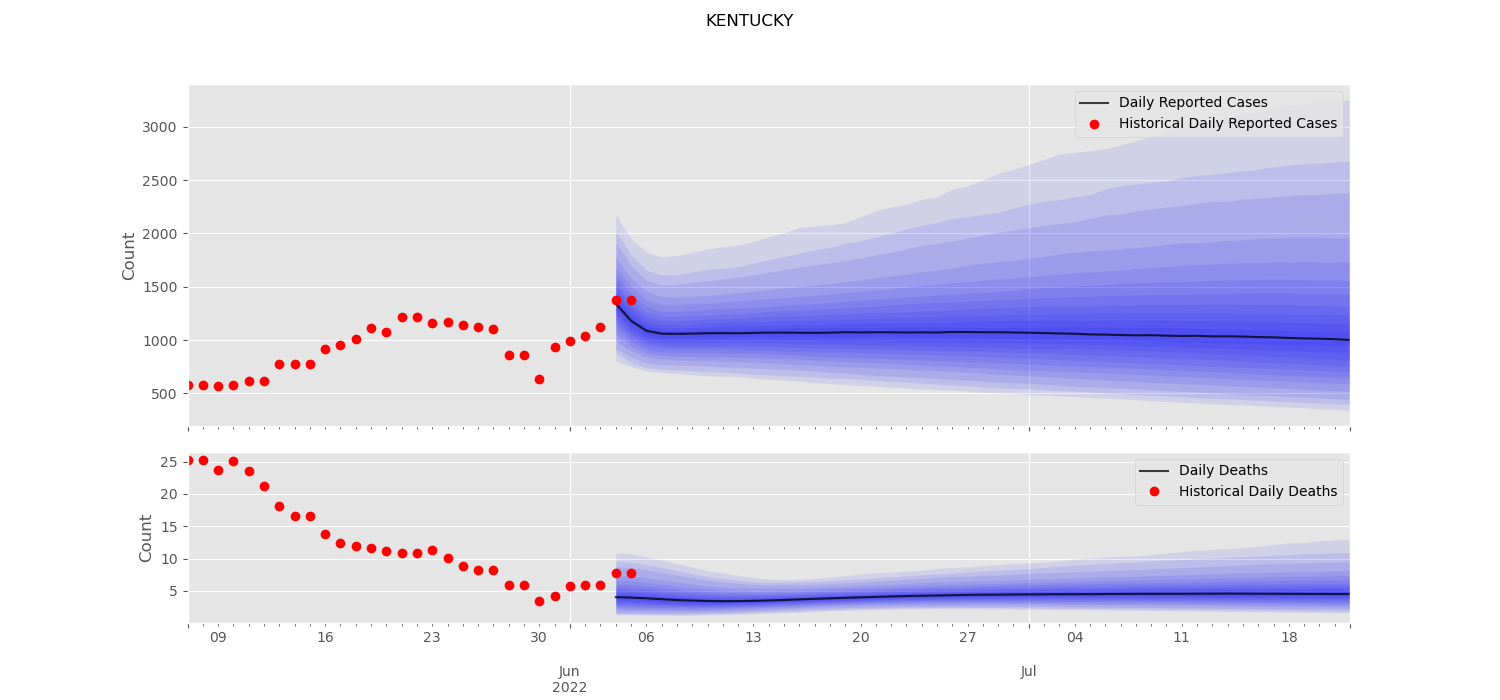 KENTUCKY
Daily Reported Cases
Historical Daily Reported Cases
Count
3000
2500
2000
1500
1000
500
Daily Deaths
Historical Daily Deaths
Count
25
20
15
10
5
09 16 23 30 06 13 20 27 04 11 18
Jun Jul
2022